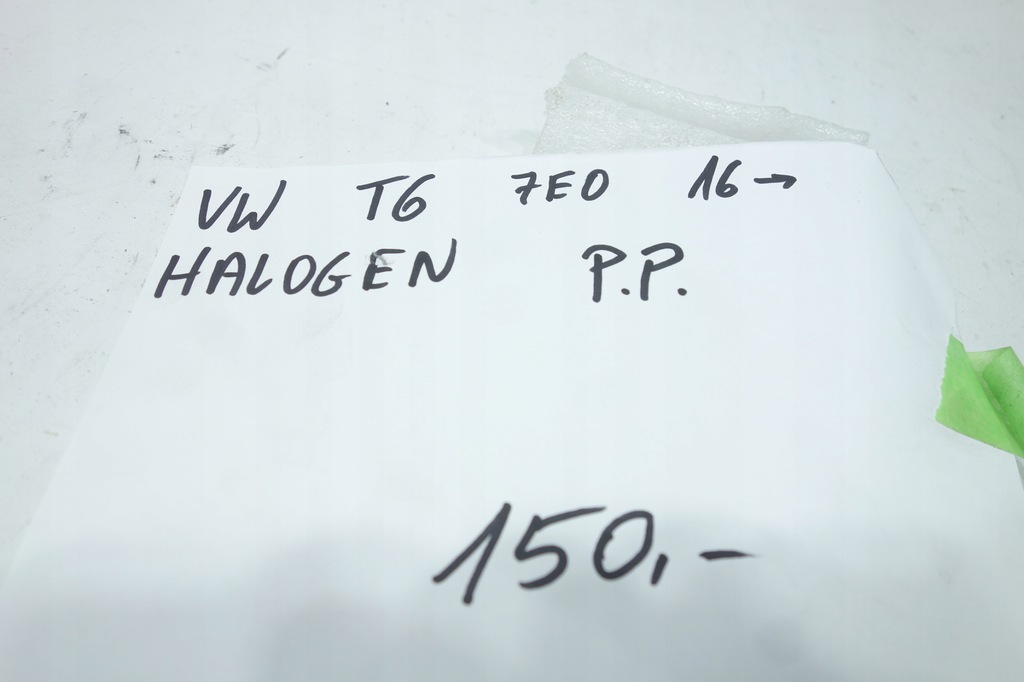 VW T6 7E0 16→
HALOGEN P.P.
150,-